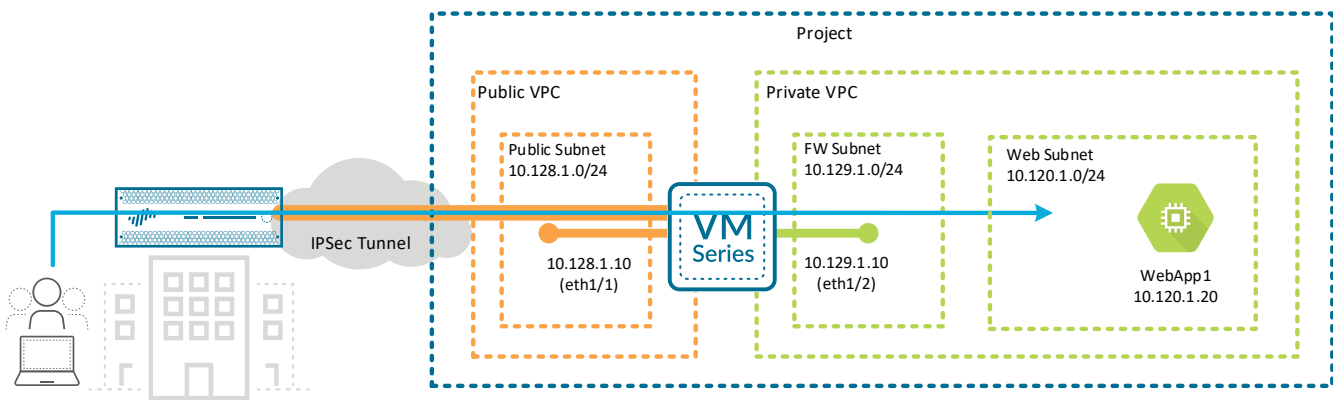 Project
Public VPC
Private VPC
Public Subnet
10.128.1.0/24
FW Subnet
10.129.1.0/24
Web Subnet
10.120.1.0/24
IPSec Tunnel
VM
Series
10.128.1.10
(eth1/1)
10.129.1.10
(eth1/2)
WebApp1
10.120.1.20